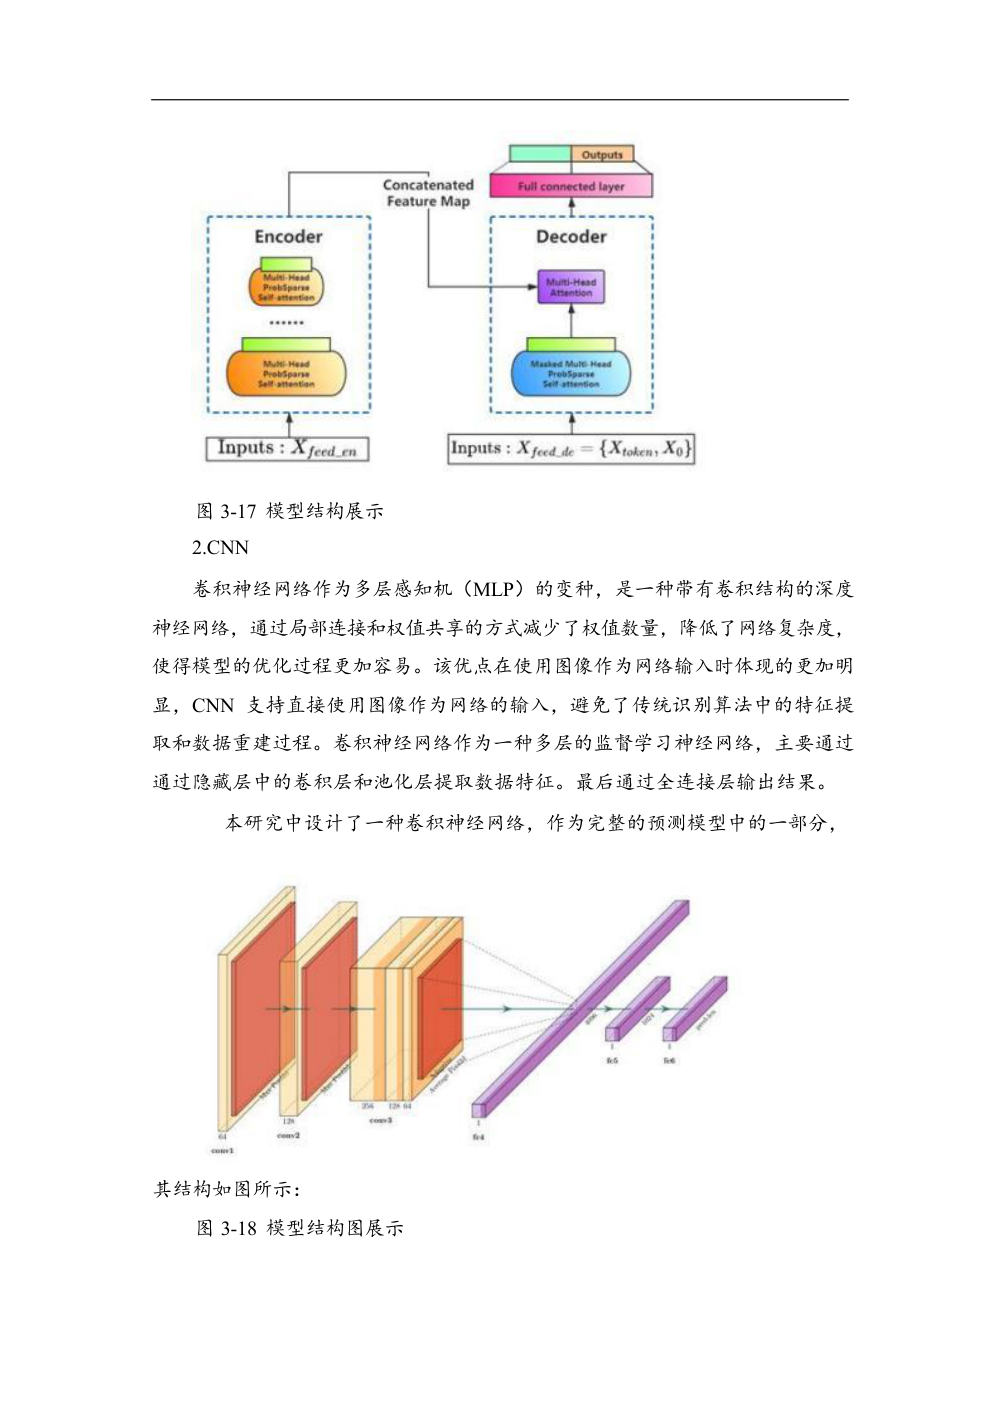 Outputs
Full connected layer
Concatenated
Feature Map
Encoder
Decoder
Multi-Head
ProbSparse
Self-attention
Multi-Head
Attention
......
Multi-Head
ProbSparse
Self-attention
Masked Multi-Head
ProbSparse
Self-attention
Inputs : X_{feed_en}
Inputs : X_{feed_de} = {X_{token}, X_0}
图 3-17 模型结构展示
2.CNN
卷积神经网络作为多层感知机（MLP）的变种，是一种带有卷积结构的深度
神经网络，通过局部连接和权值共享的方式减少了权值数量，降低了网络复杂度，
使得模型的优化过程更加容易。该优点在使用图像作为网络输入时体现的更加明
显，CNN 支持直接使用图像作为网络的输入，避免了传统识别算法中的特征提
取和数据重建过程。卷积神经网络作为一种多层的监督学习神经网络，主要通过
通过隐藏层中的卷积层和池化层提取数据特征。最后通过全连接层输出结果。
本研究中设计了一种卷积神经网络，作为完整的预测模型中的一部分，
64
conv1
128
conv2
256 128 64
conv3
Average Pool2d
1
fc4
4096
1
fc5
1024
1
fc6
其结构如图所示：
图 3-18 模型结构图展示